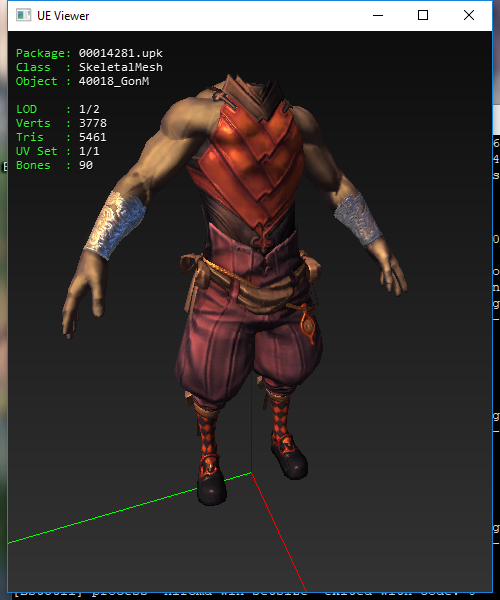 UE Viewer
Package: 00014281.upk
Class : SkeletalMesh
Object : 40018_GonM
LOD : 1/2
Verts : 3778
Tris : 5461
UV Set : 1/1
Bones : 90